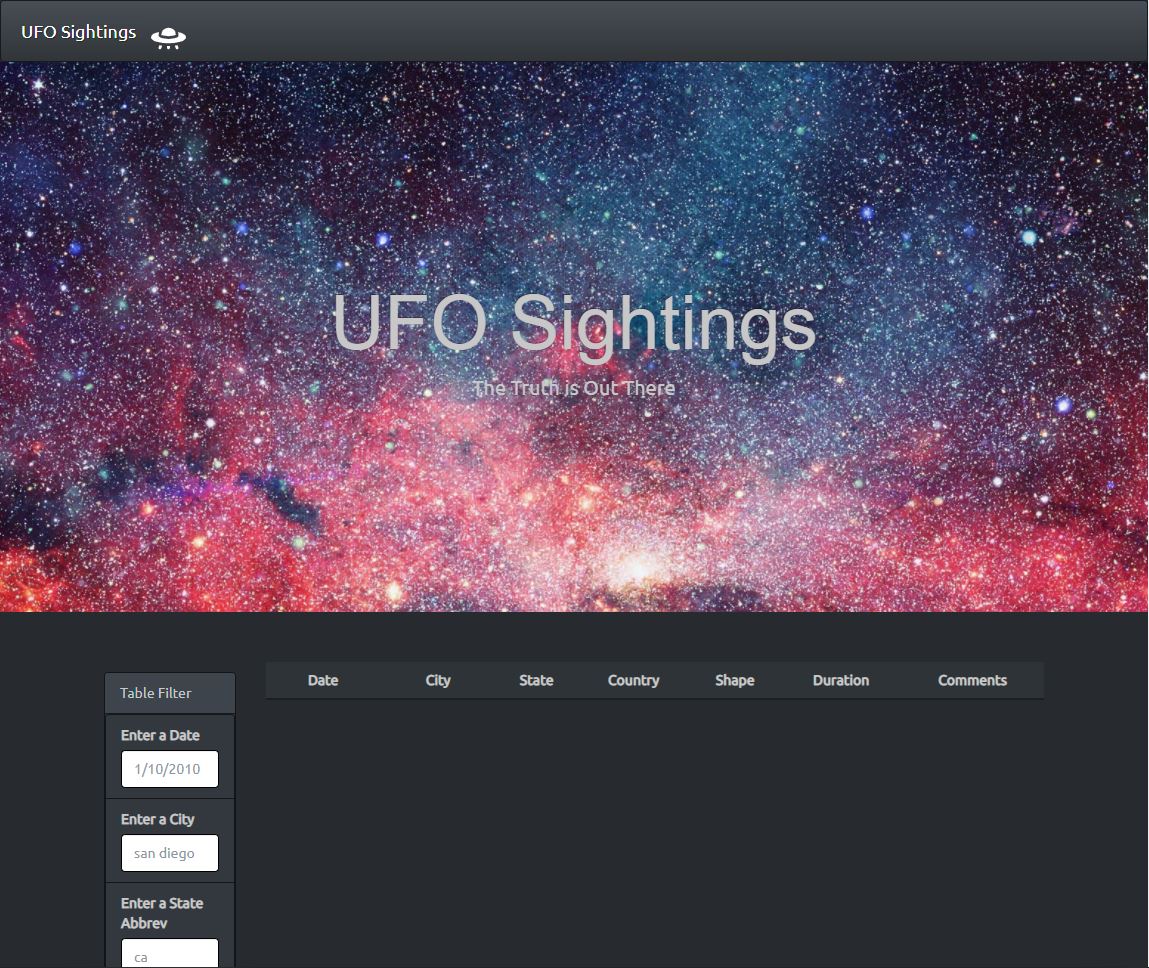 UFO Sightings
UFO Sightings
The Truth is Out There
Table Filter
Enter a Date
1/10/2010
Enter a City
san diego
Enter a State
Abbrev
ca
Date City State Country Shape Duration Comments